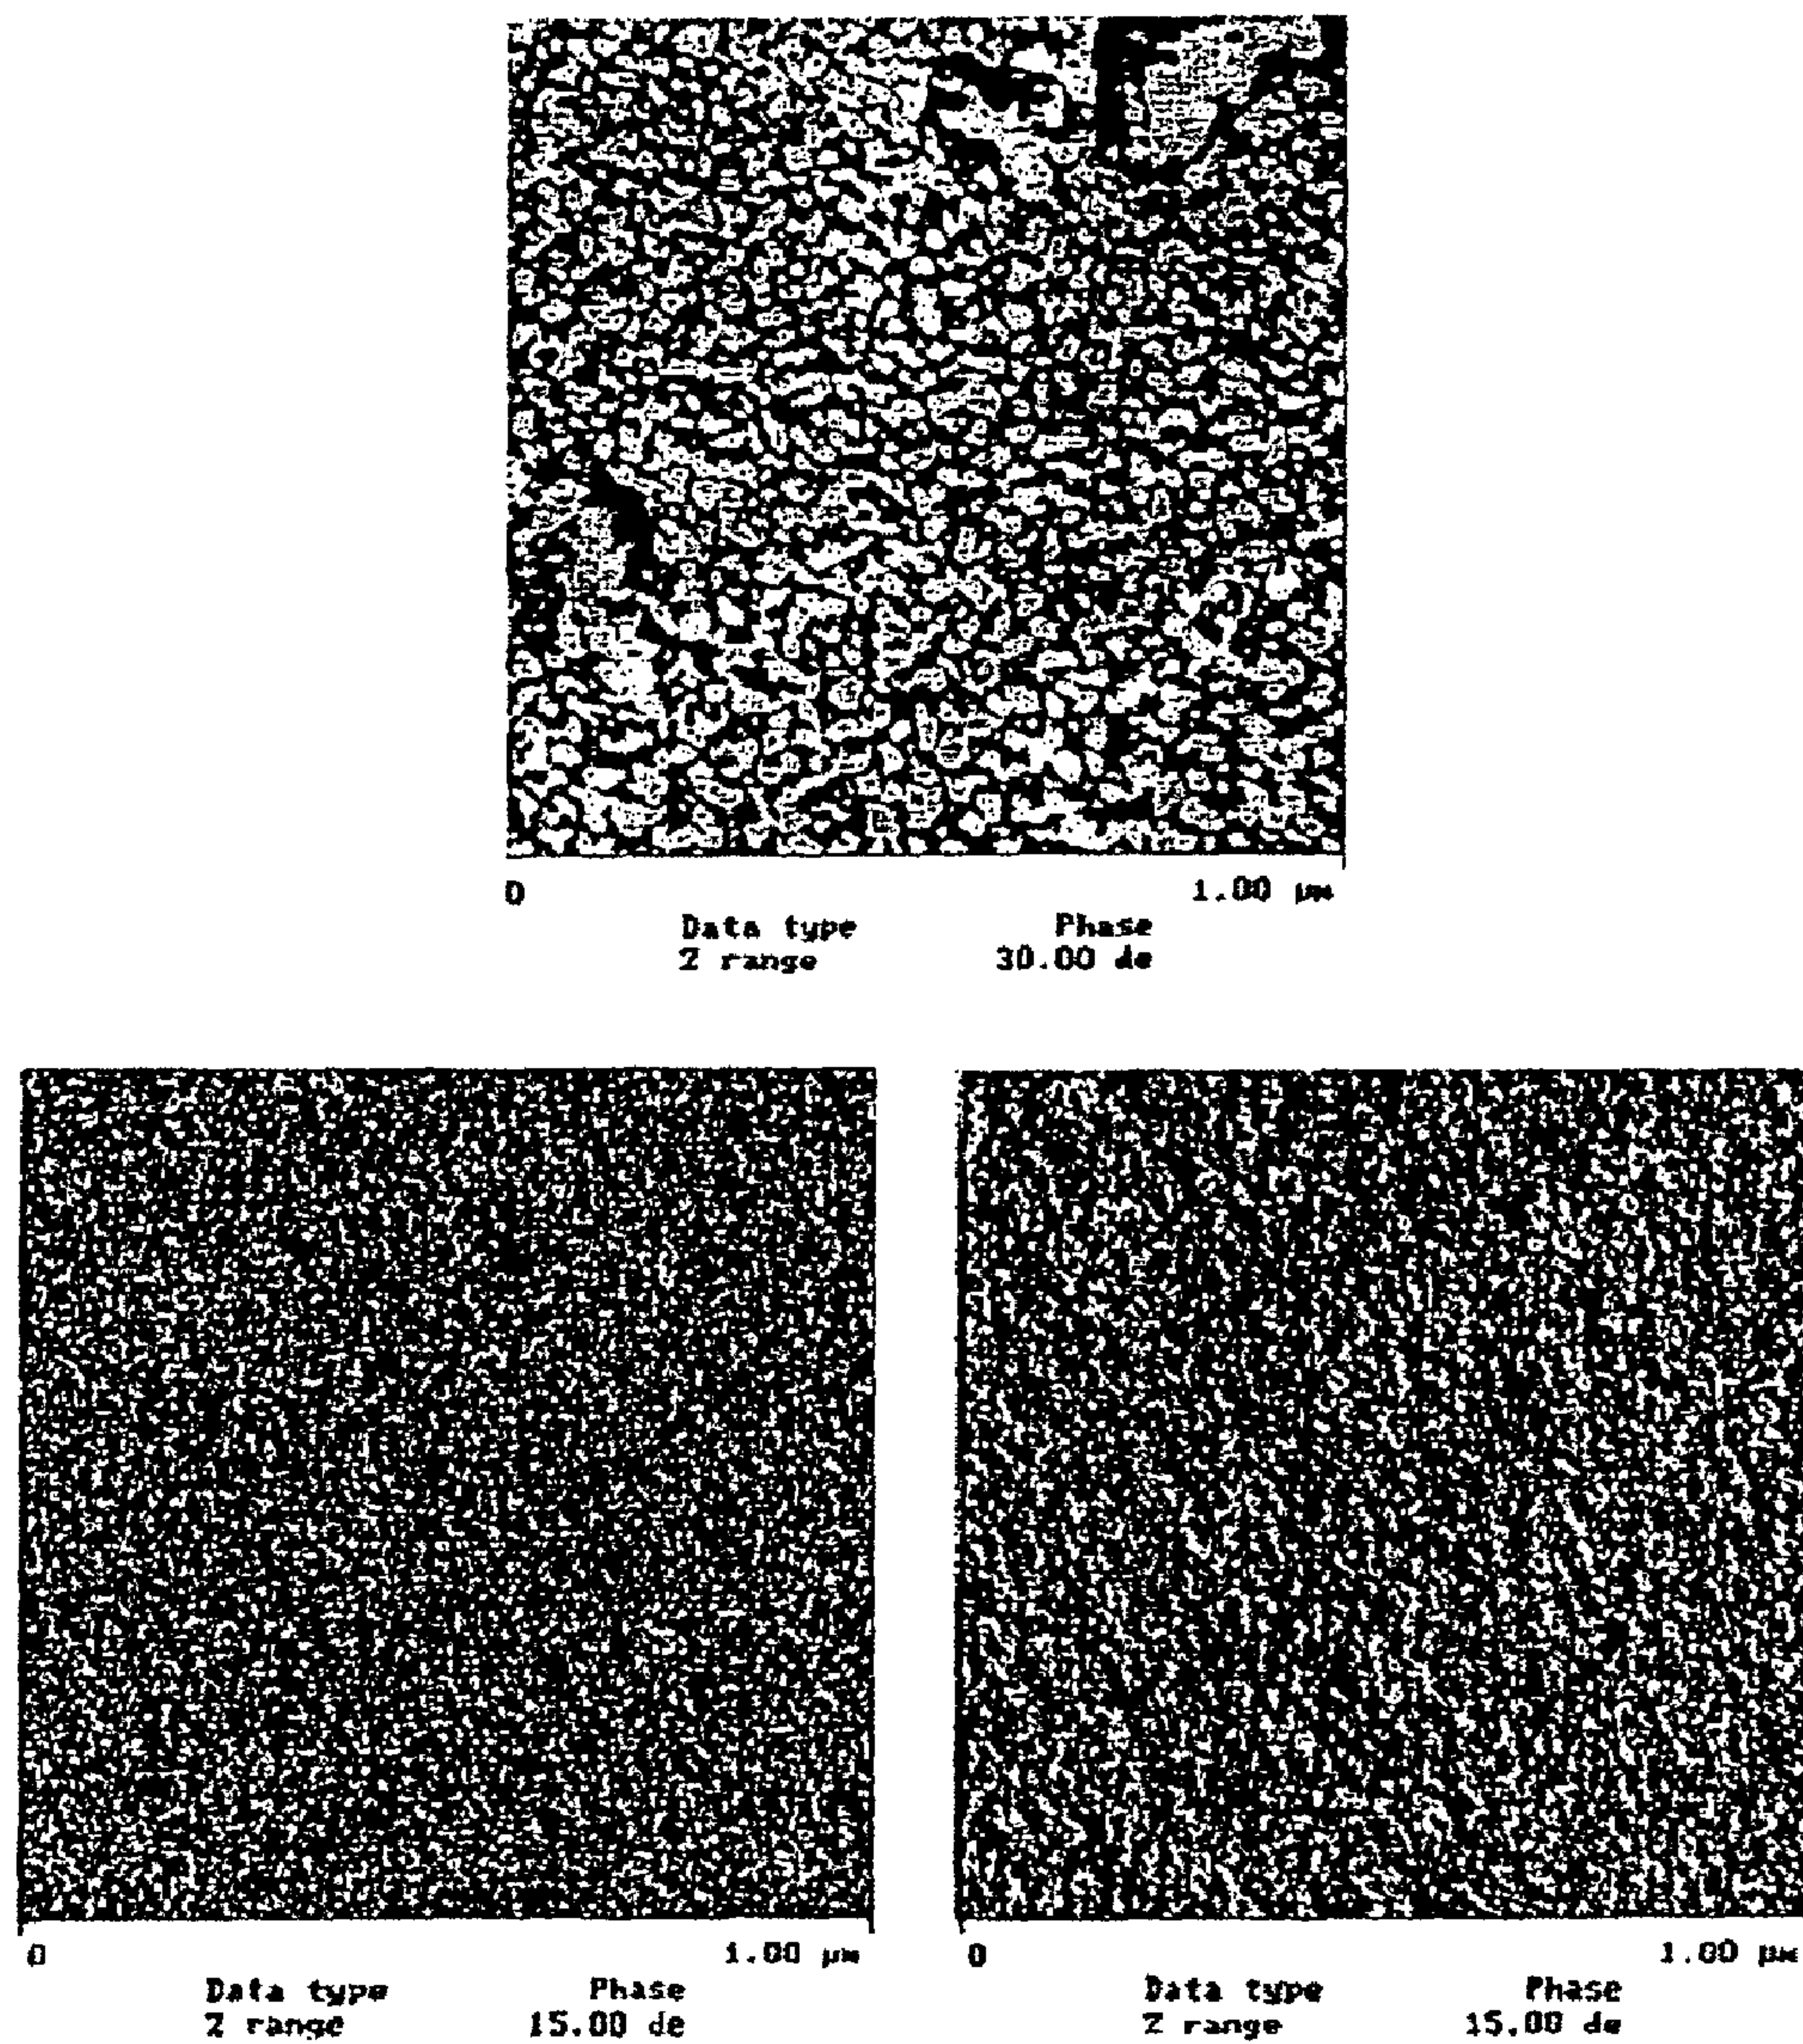 0 1.00 µm
Data type Phase
Z range 30.00 de
0 1.00 µm
Data type Phase
Z range 15.00 de
0 1.00 µm
Data type Phase
Z range 15.00 de